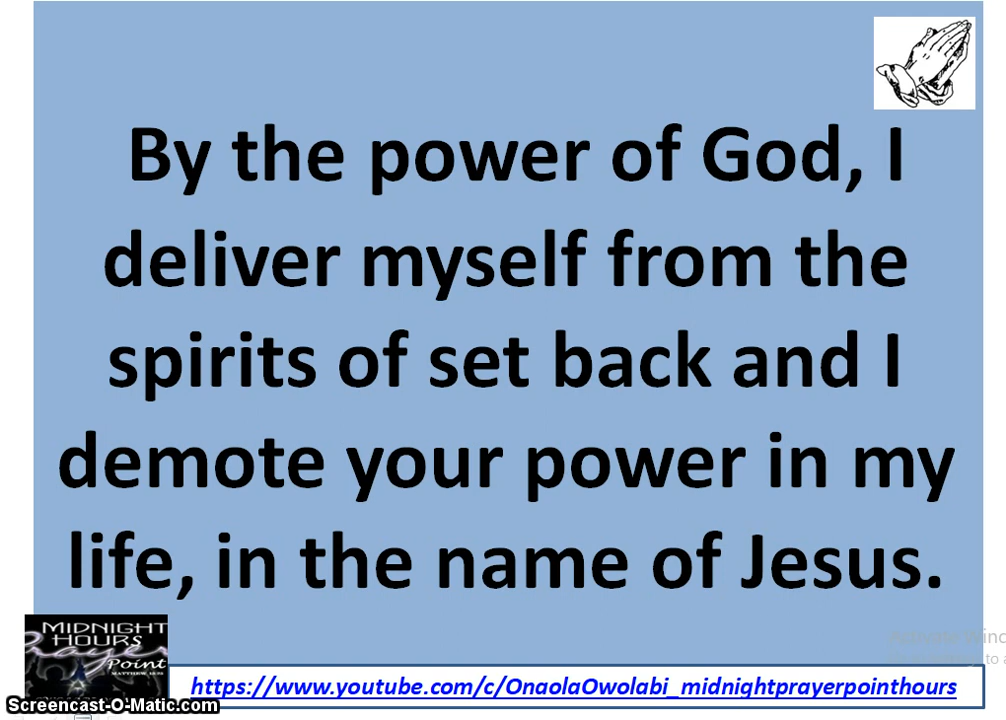 By the power of God, I
deliver myself from the
spirits of set back and I
demote your power in my
life, in the name of Jesus.
MIDNIGHT
HOURS
Prayer
Point
https://www.youtube.com/c/OnaolaOwolabi_midnightprayerpointhours
Screencast-O-Matic.com